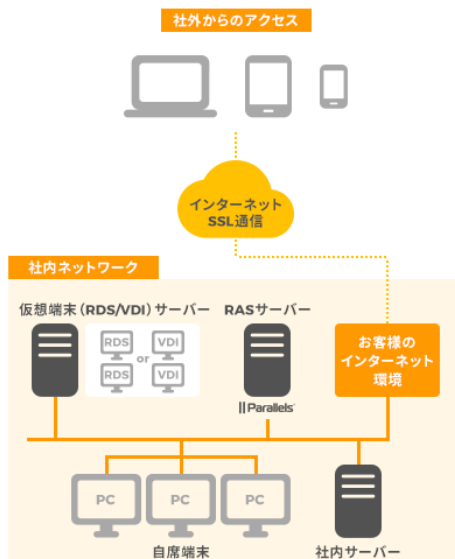 社外からのアクセス
インターネット
SSL通信
社内ネットワーク
仮想端末（RDS/VDI）サーバー
RASサーバー
RDS
VDI
or
RDS
VDI
|| Parallels®
お客様の
インターネット
環境
PC
PC
PC
自席端末
社内サーバー